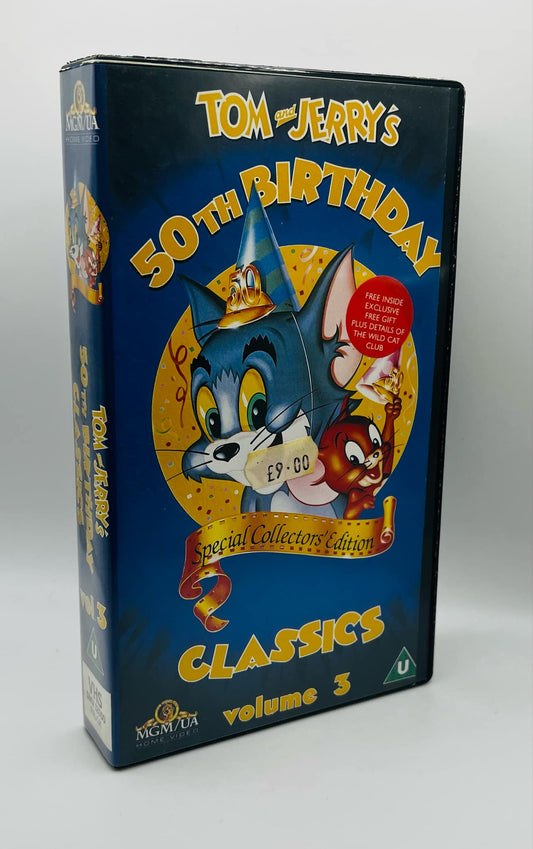 TOM and JERRY's
50TH BIRTHDAY
50
FREE INSIDE
EXCLUSIVE
FREE GIFT
PLUS DETAILS OF
THE WILD CAT
CLUB
£9.00
Special Collectors' Edition
CLASSICS
volume 3
U
MGM/UA
HOME VIDEO
MGM/UA
HOME VIDEO
TOM and JERRY's
50TH BIRTHDAY
CLASSICS
vol.3
U
VHS